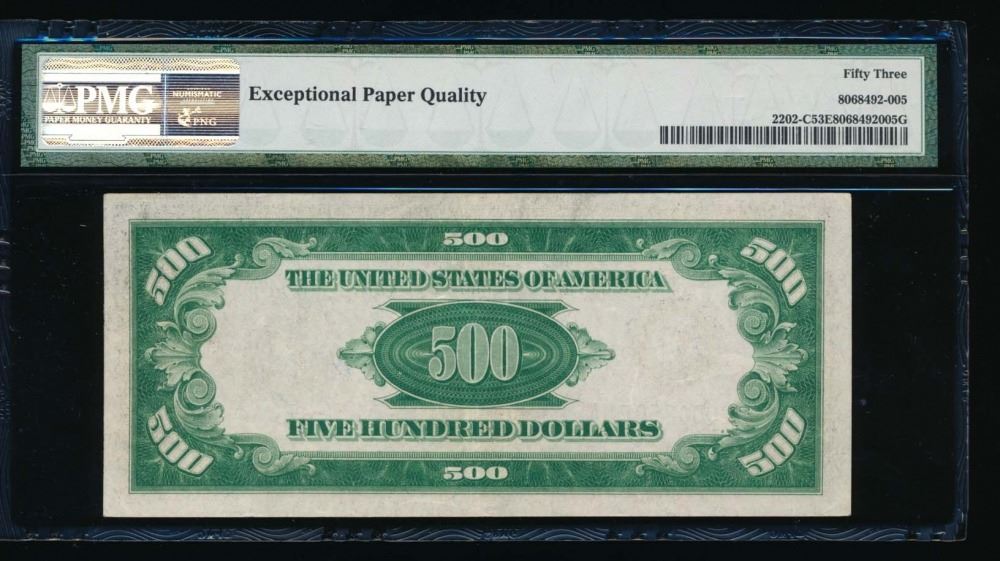 PMG
PAPER MONEY GUARANTY
NUMISMATIC
PNG
Exceptional Paper Quality
Fifty Three
8068492-005
2202-C53E8068492005G
500 500 500
THE UNITED STATES OF AMERICA
500
FIVE HUNDRED DOLLARS
500 500 500